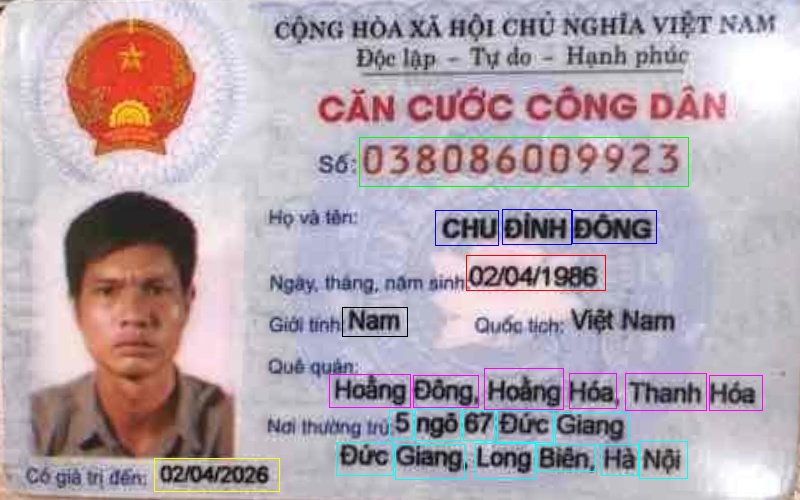 CỘNG HÒA XÃ HỘI CHỦ NGHĨA VIỆT NAM
Độc lập - Tự do - Hạnh phúc
CĂN CƯỚC CÔNG DÂN
Số: 038086009923
Họ và tên: CHU ĐÌNH ĐÔNG
Ngày, tháng, năm sinh: 02/04/1986
Giới tính: Nam Quốc tịch: Việt Nam
Quê quán:
Hoằng Đông, Hoằng Hóa, Thanh Hóa
Nơi thường trú: 5 ngõ 67 Đức Giang
Đức Giang, Long Biên, Hà Nội
Có giá trị đến: 02/04/2026